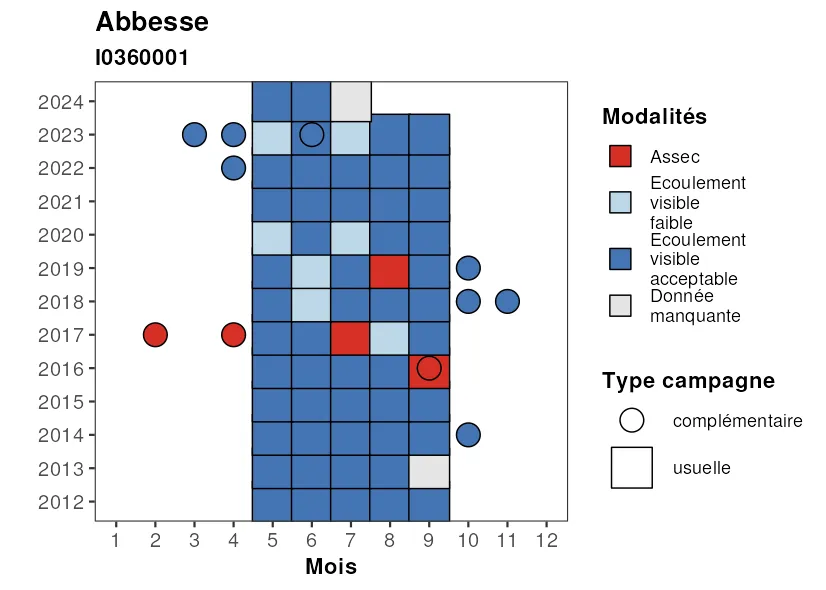 Abbesse
I0360001
2024
2023
2022
2021
2020
2019
2018
2017
2016
2015
2014
2013
2012
1 2 3 4 5 6 7 8 9 10 11 12
Mois
Modalités
Assec
Ecoulement
visible
faible
Ecoulement
visible
acceptable
Donnée
manquante
Type campagne
complémentaire
usuelle